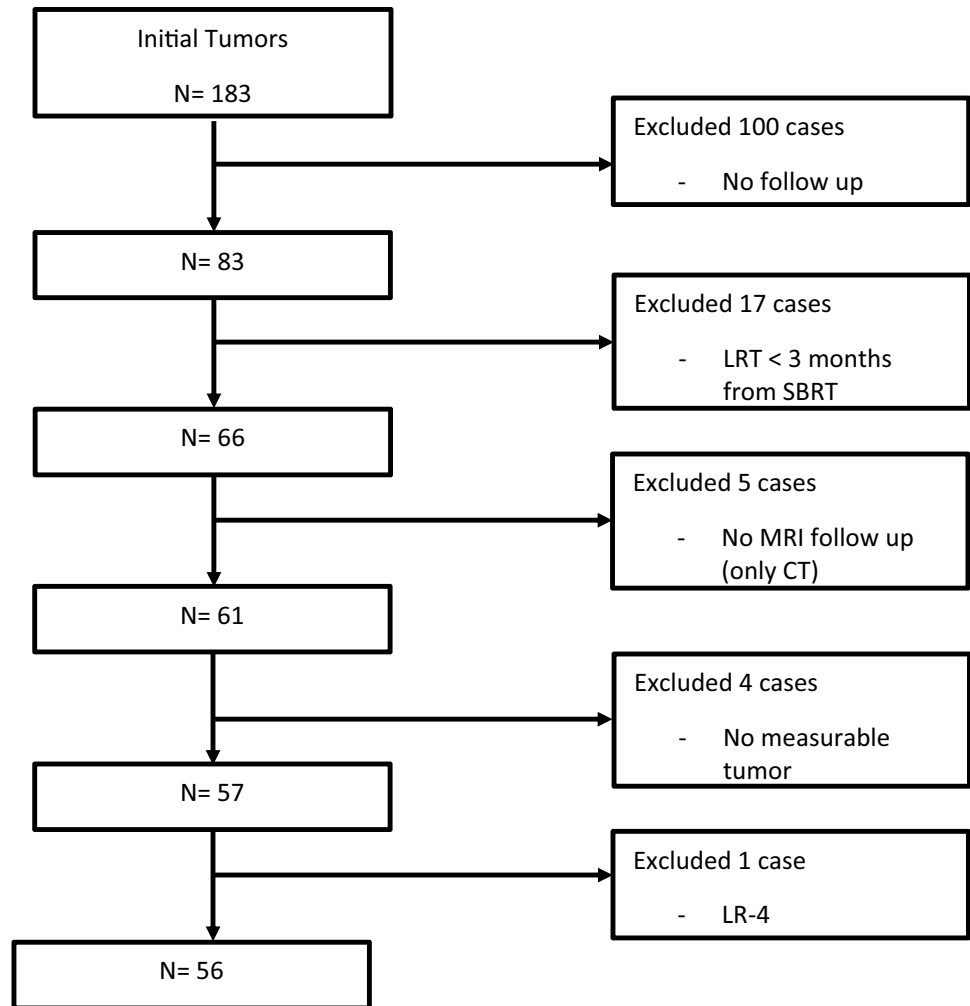 Initial Tumors
N= 183
Excluded 100 cases
- No follow up
N= 83
Excluded 17 cases
- LRT < 3 months
from SBRT
N= 66
Excluded 5 cases
- No MRI follow up
(only CT)
N= 61
Excluded 4 cases
- No measurable
tumor
N= 57
Excluded 1 case
- LR-4
N= 56